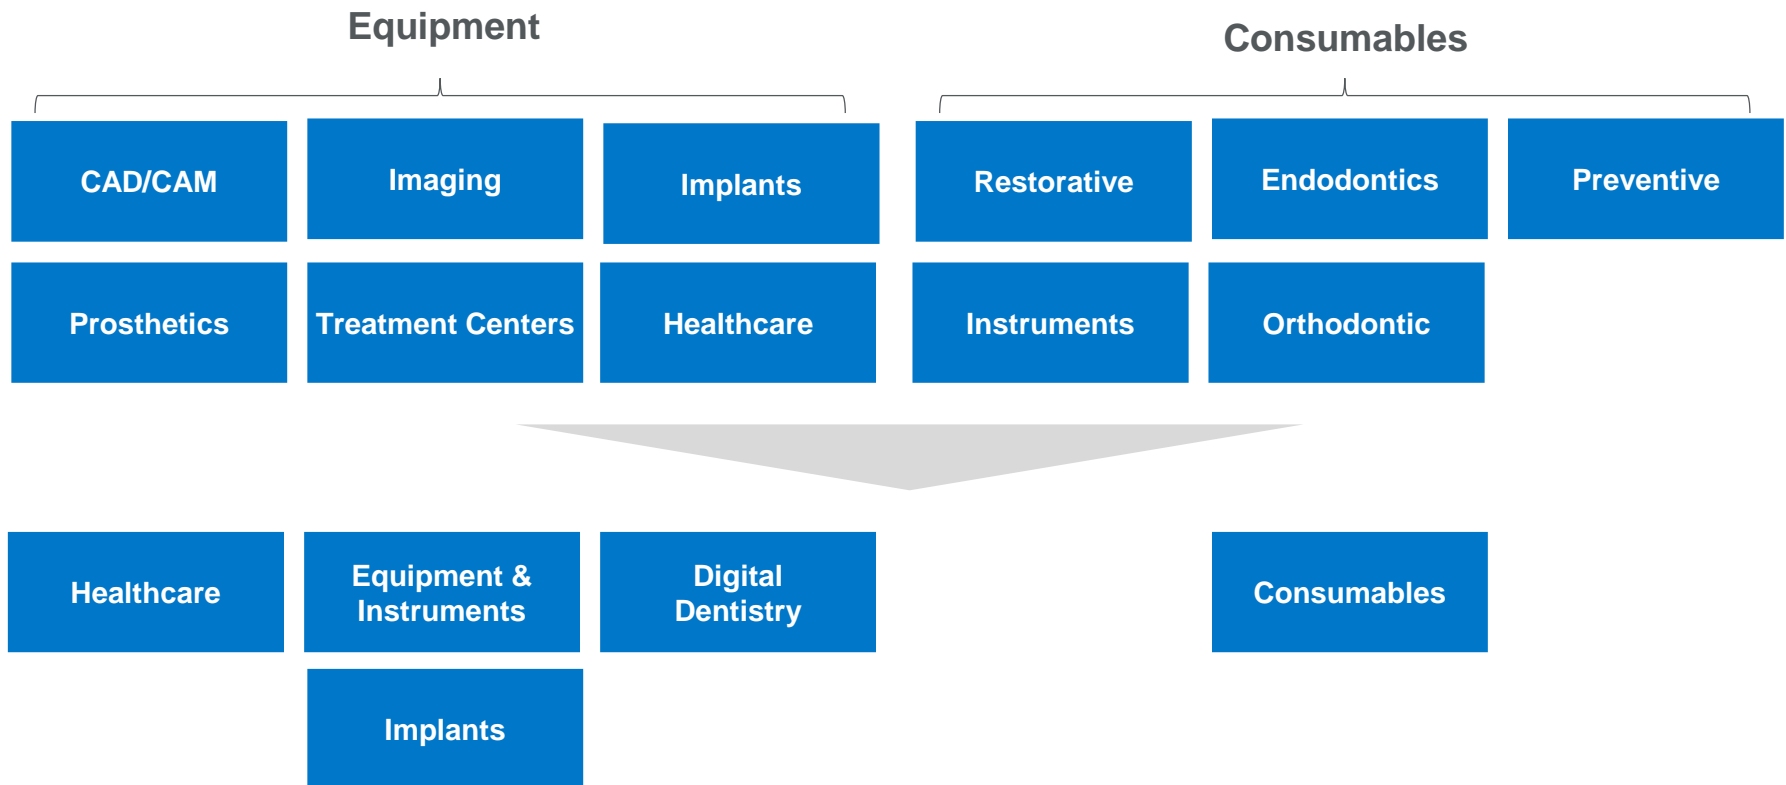 Equipment
Consumables
CAD/CAM
Imaging
Implants
Restorative
Endodontics
Preventive
Prosthetics
Treatment Centers
Healthcare
Instruments
Orthodontic
Healthcare
Equipment &
Instruments
Digital
Dentistry
Consumables
Implants